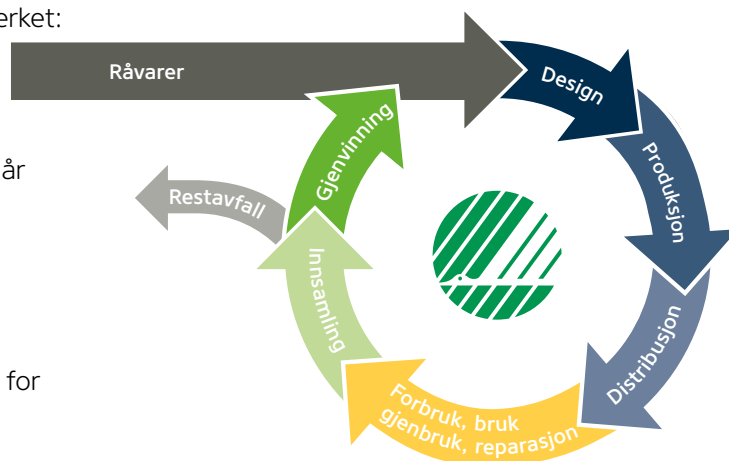 erket:
Råvarer
Design
Produksjon
Distribusjon
Forbruk, bruk
gjenbruk, reparasjon
Innsamling
Gjenvinning
Restavfall
år
for